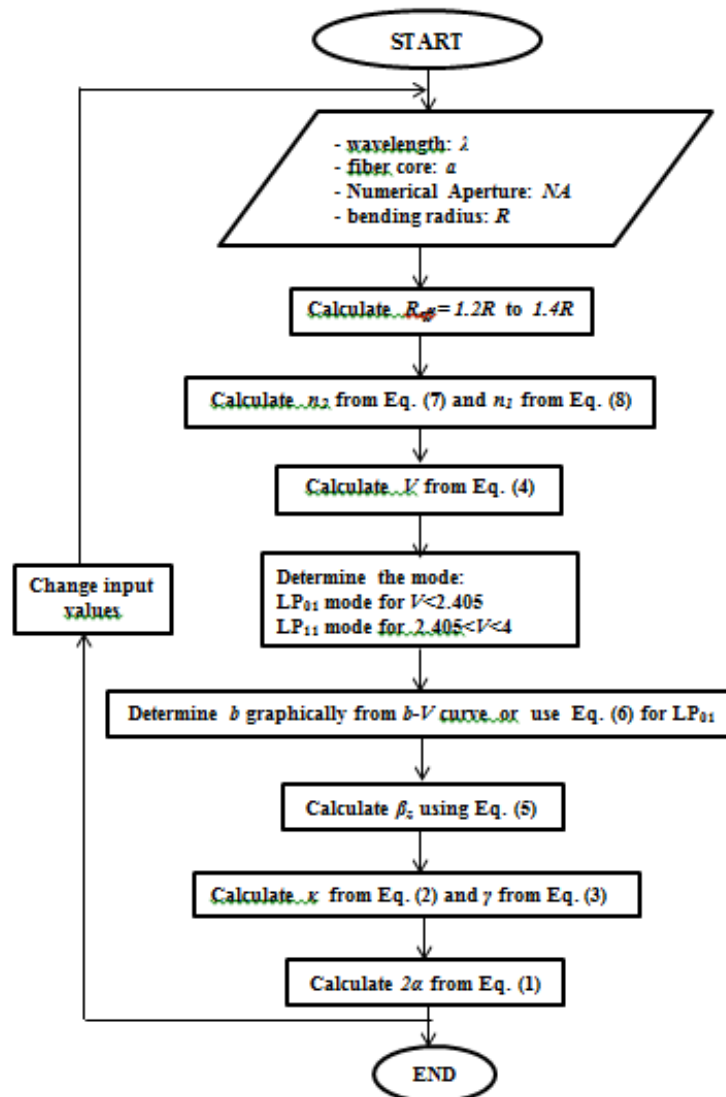 START
- wavelength: λ
- fiber core: a
- Numerical Aperture: NA
- bending radius: R
Calculate R_eff = 1.2R to 1.4R
Calculate n₂ from Eq. (7) and n₁ from Eq. (8)
Calculate V from Eq. (4)
Determine the mode:
LP₀₁ mode for V<2.405
LP₁₁ mode for 2.405<V<4
Change input
values
Determine b graphically from b-V curve or use Eq. (6) for LP₀₁
Calculate β_z using Eq. (5)
Calculate κ from Eq. (2) and γ from Eq. (3)
Calculate 2α from Eq. (1)
END